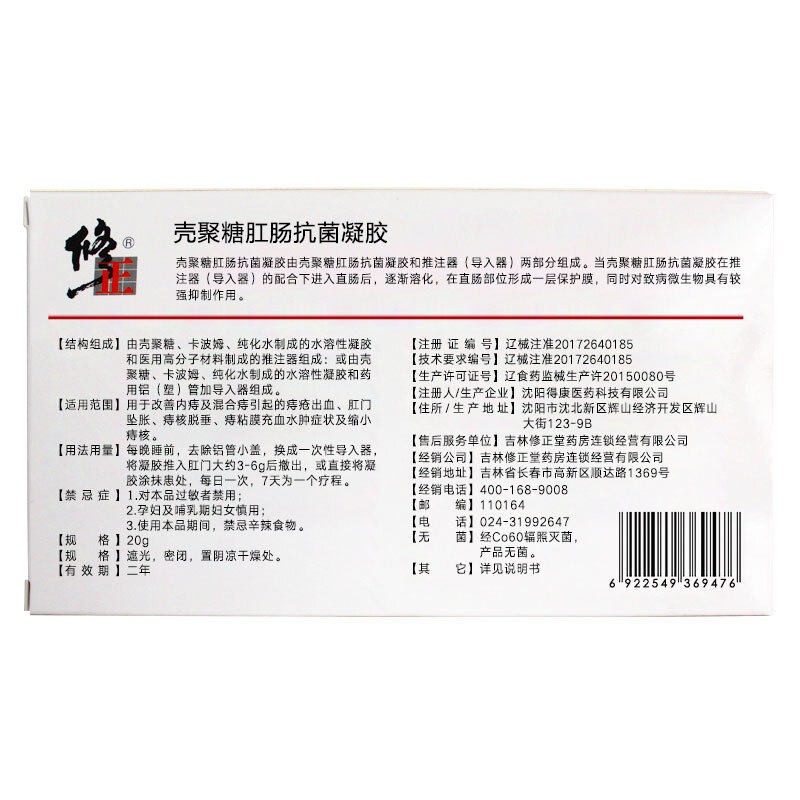 修正®
壳聚糖肛肠抗菌凝胶
壳聚糖肛肠抗菌凝胶由壳聚糖肛肠抗菌凝胶和推注器（导入器）两部分组成。当壳聚糖肛肠抗菌凝胶在推
注器（导入器）的配合下进入直肠后，逐渐溶化，在直肠部位形成一层保护膜，同时对致病微生物具有较
强抑制作用。
【结构组成】由壳聚糖、卡波姆、纯化水制成的水溶性凝胶
和医用高分子材料制成的推注器组成：或由壳
聚糖、卡波姆、纯化水制成的水溶性凝胶和药
用铝（塑）管加导入器组成。
【适用范围】用于改善内痔及混合痔引起的痔疮出血、肛门
坠胀、痔核脱垂、痔粘膜充血水肿症状及缩小
痔核。
【用法用量】每晚睡前，去除铝管小盖，换成一次性导入器，
将凝胶推入肛门大约3-6g后撤出，或直接将凝
胶涂抹患处，每日一次，7天为一个疗程。
【禁忌症】1.对本品过敏者禁用；
2.孕妇及哺乳期妇女慎用；
3.使用本品期间，禁忌辛辣食物。
【规格】20g
【规格】遮光，密闭，置阴凉干燥处。
【有效期】二年
【注册证编号】辽械注准20172640185
【技术要求编号】辽械注准20172640185
【生产许可证号】辽食药监械生产许20150080号
【注册人/生产企业】沈阳得康医药科技有限公司
【住所/生产地址】沈阳市沈北新区辉山经济开发区辉山
大街123-9B
【售后服务单位】吉林修正堂药房连锁经营有限公司
【经销公司】吉林修正堂药房连锁经营有限公司
【经销地址】吉林省长春市高新区顺达路1369号
【经销电话】400-168-9008
【邮编】110164
【电话】024-31992647
【无菌】经Co60辐照灭菌，
产品无菌。
【其它】详见说明书
6 922549 369476